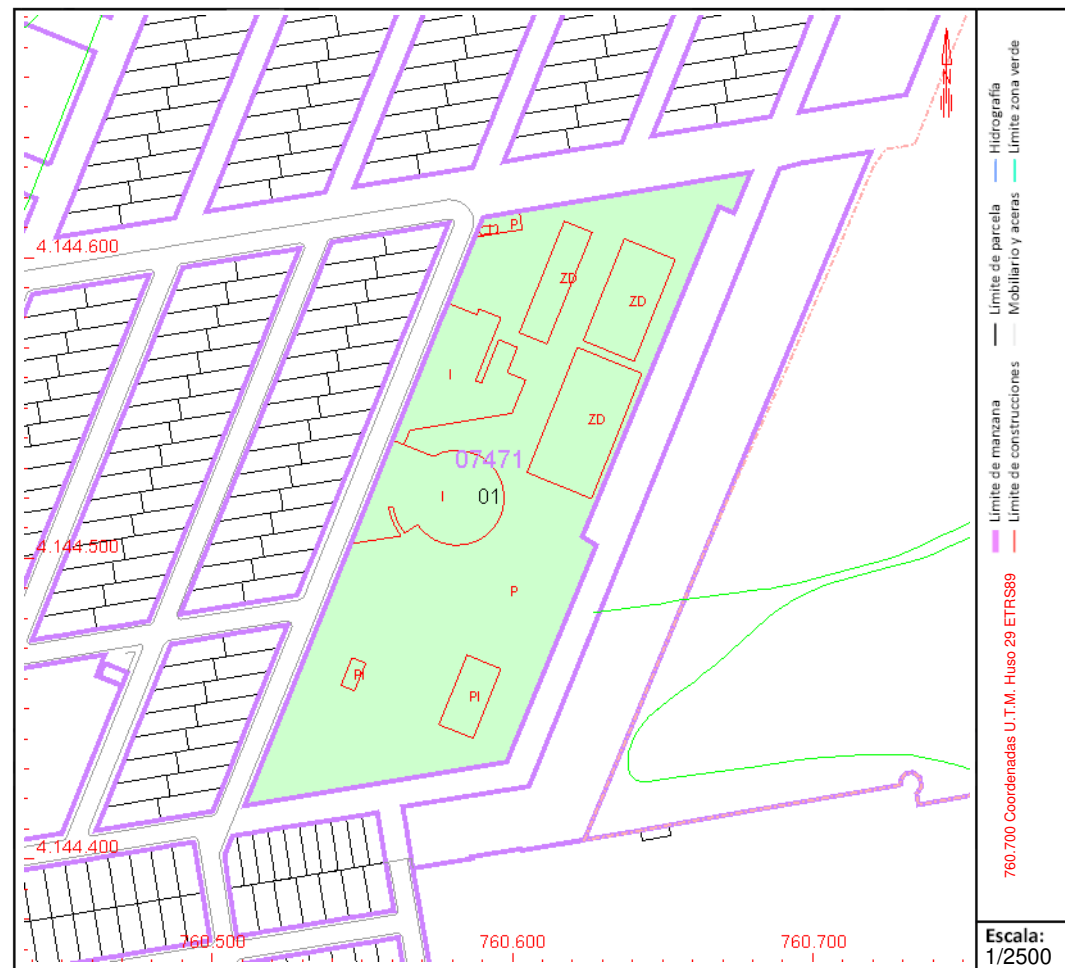 4.144.600
P
ZD
ZD
I
ZD
07471
I
01
4.144.500
P
PI
PI
4.144.400
760.500
760.600
760.700
N
Límite de manzana
Límite de parcela
Hidrografía
Límite de construcciones
Mobiliario y aceras
Límite zona verde
760.700 Coordenadas U.T.M. Huso 29 ETRS89
Escala:
1/2500